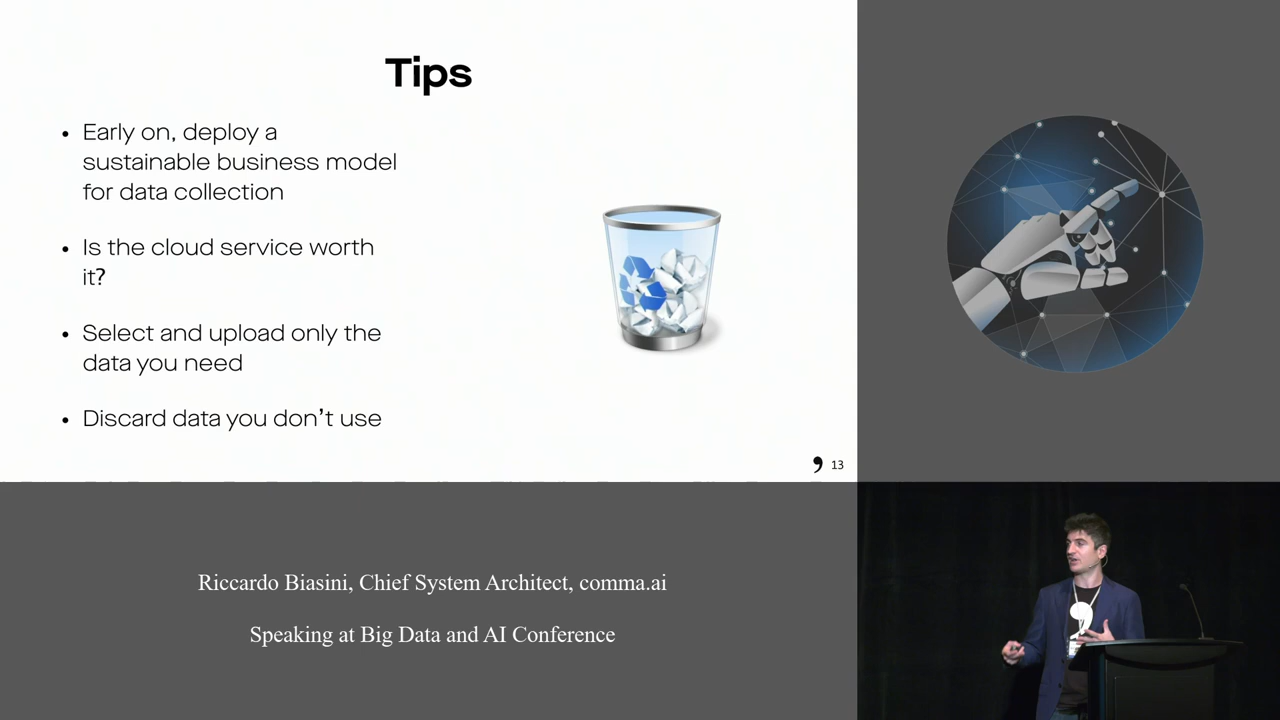 Tips
• Early on, deploy a
sustainable business model
for data collection
• Is the cloud service worth
it?
• Select and upload only the
data you need
• Discard data you don’t use
13
Riccardo Biasini, Chief System Architect, comma.ai
Speaking at Big Data and AI Conference